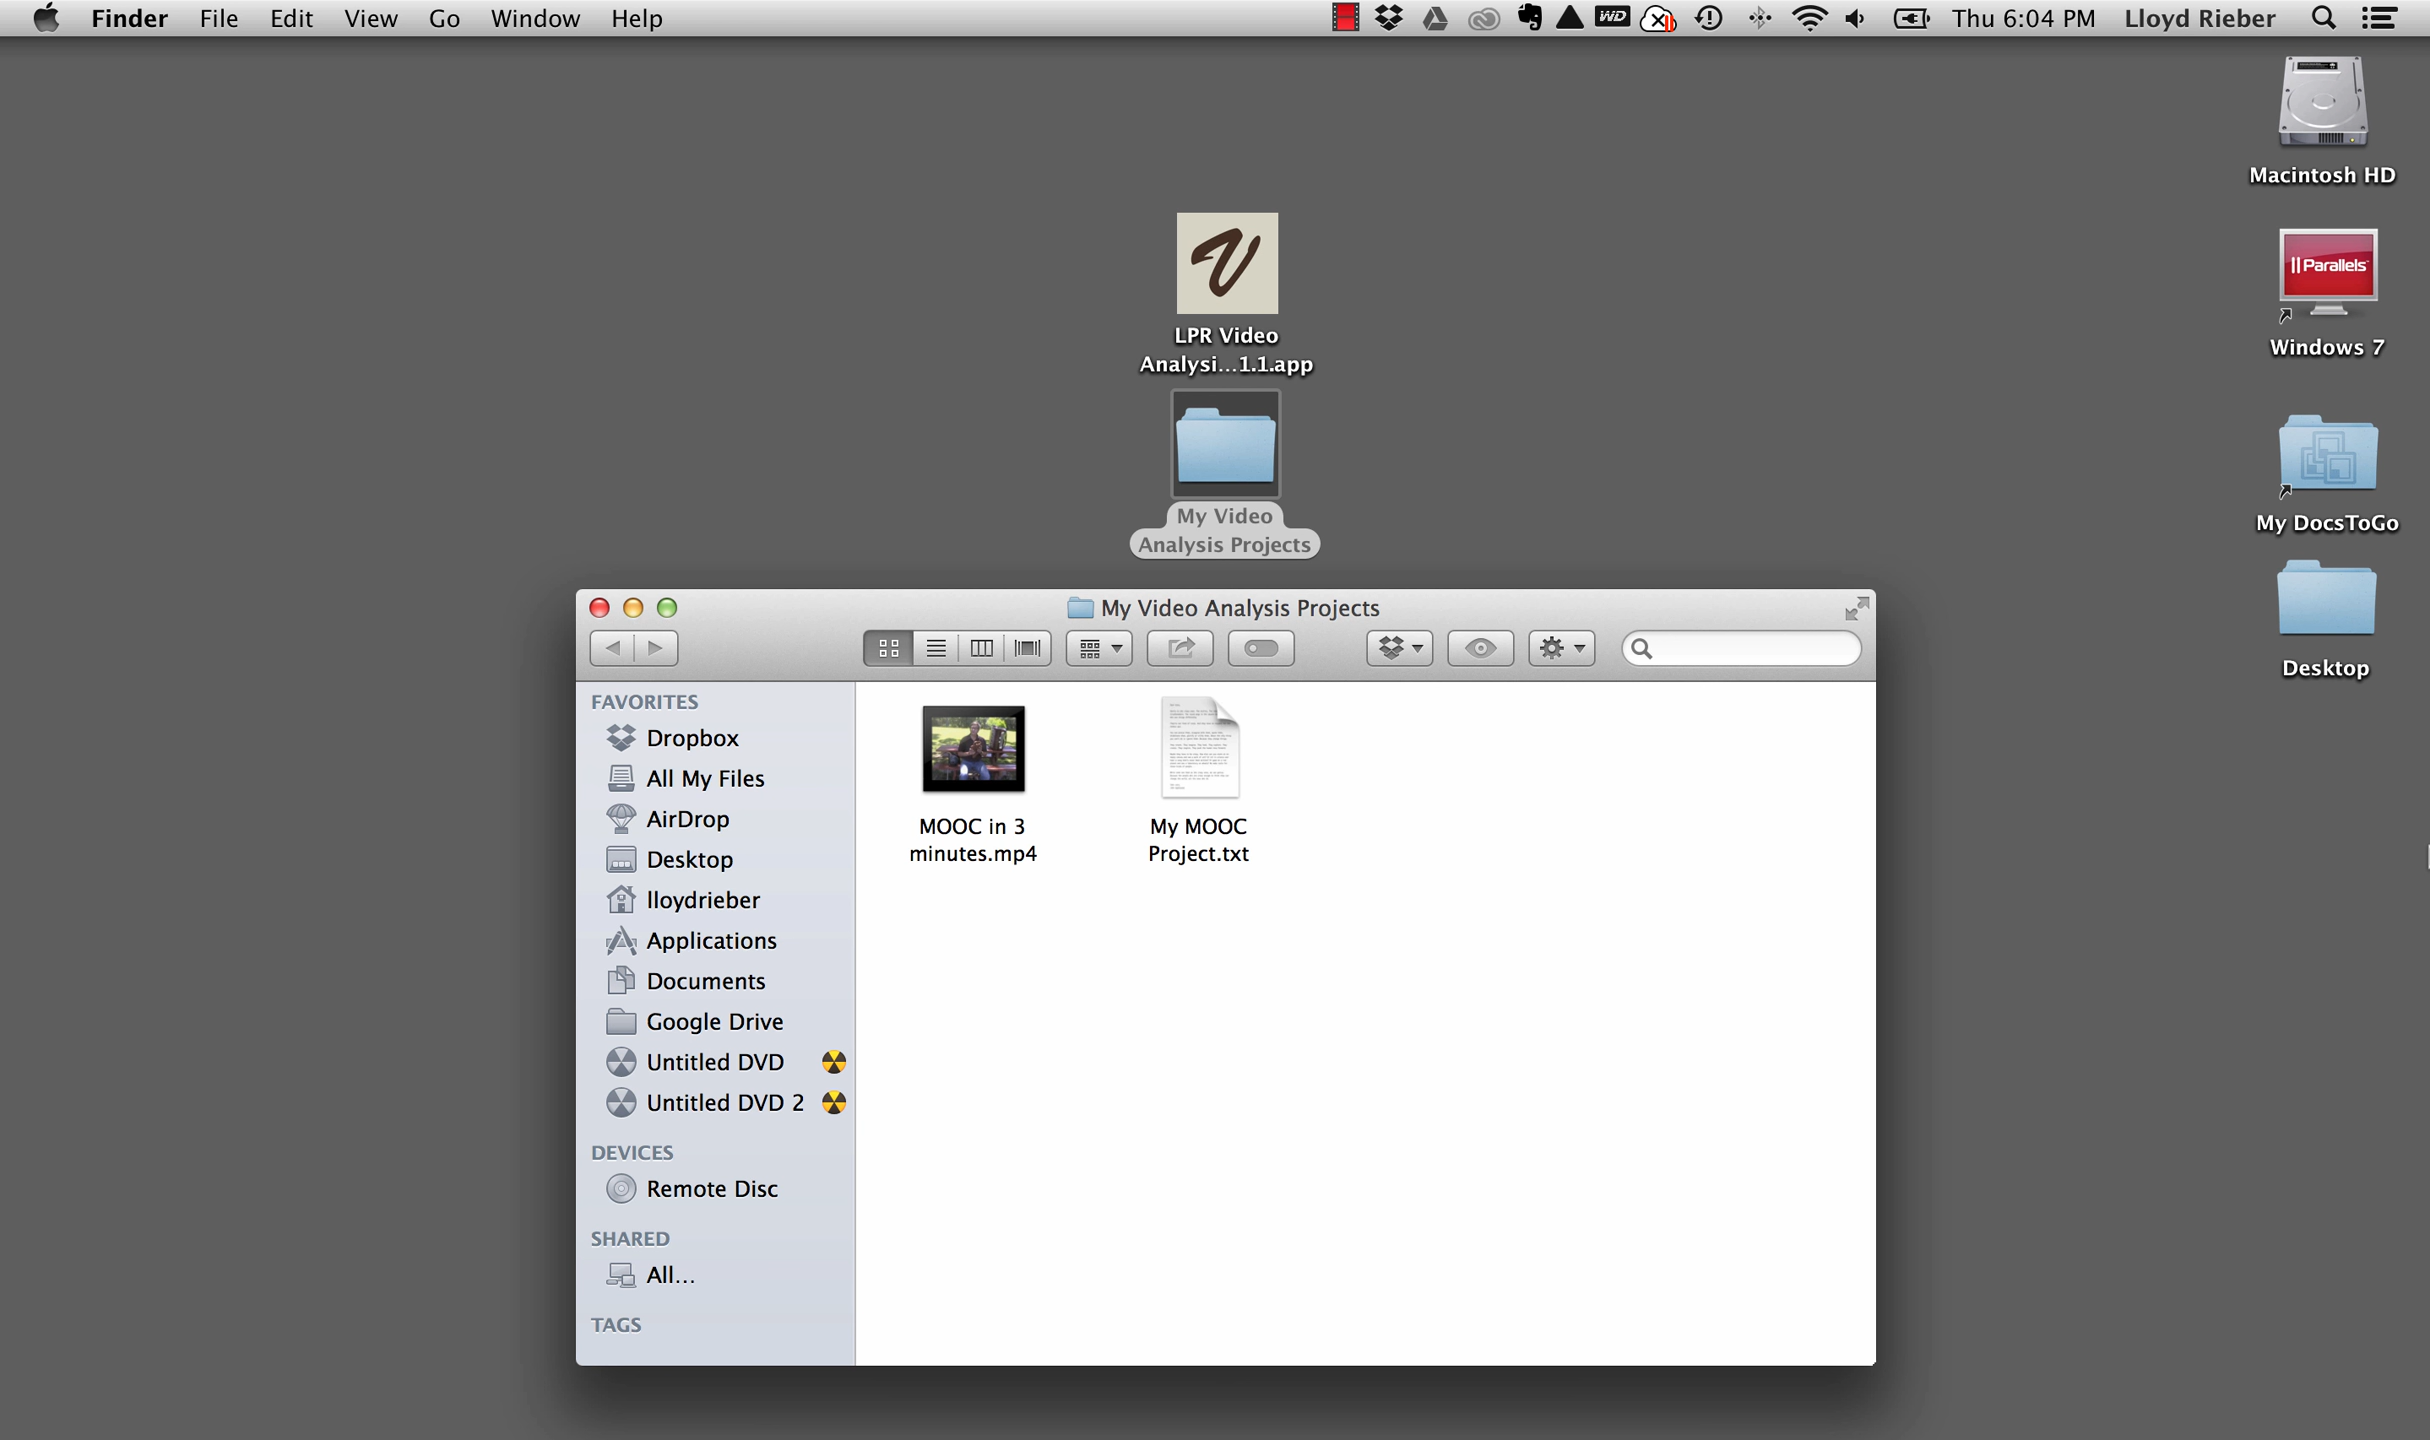 Finder File Edit View Go Window Help
WD
Thu 6:04 PM Lloyd Rieber
Macintosh HD
LPR Video
Analysi...1.1.app
Parallels
Windows 7
My Video
Analysis Projects
My DocsToGo
Desktop
My Video Analysis Projects
FAVORITES
Dropbox
All My Files
AirDrop
Desktop
lloydrieber
Applications
Documents
Google Drive
Untitled DVD
Untitled DVD 2
DEVICES
Remote Disc
SHARED
All...
TAGS
MOOC in 3
minutes.mp4
My MOOC
Project.txt